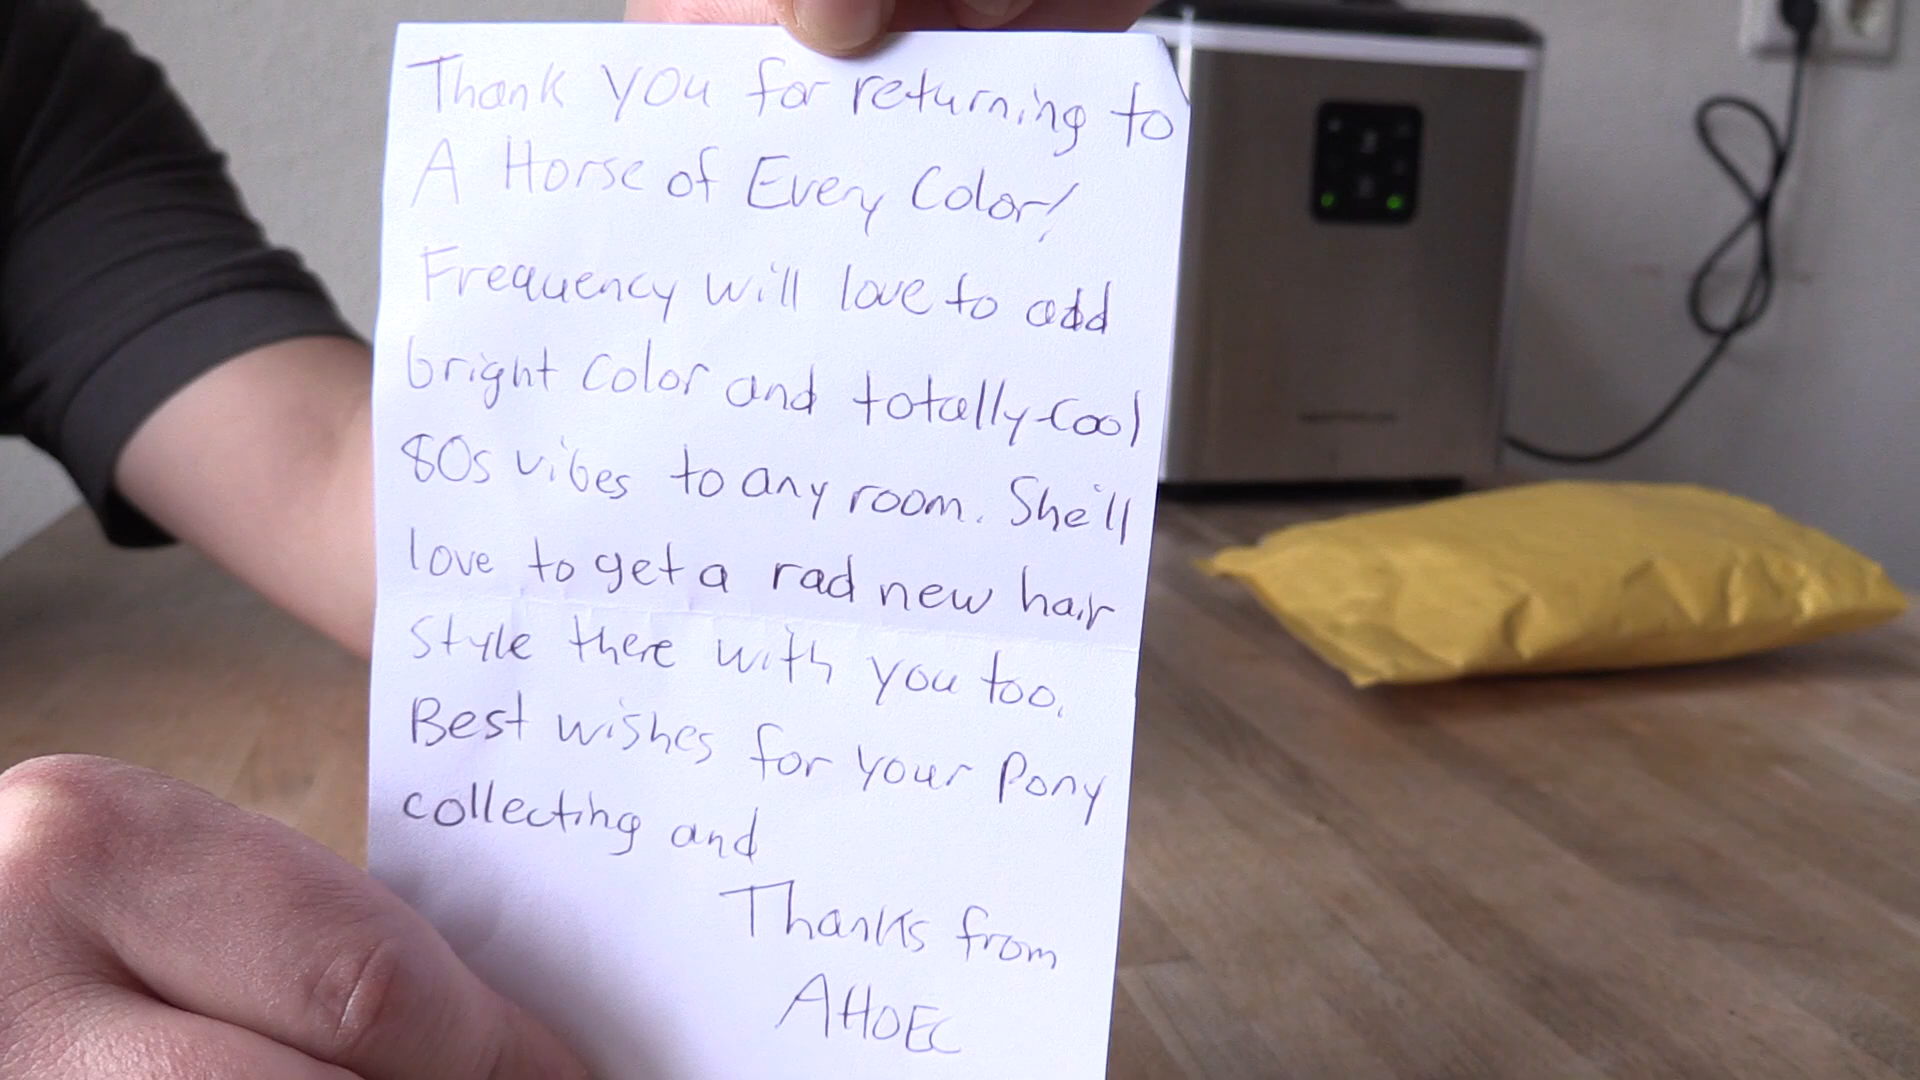 Thank you for returning to
A Horse of Every Color!
Frequency will love to add
bright color and totally-cool
80s vibes to any room. She'll
love to get a rad new hair
style there with you too.
Best wishes for your Pony
collecting and
Thanks from
AHOEC